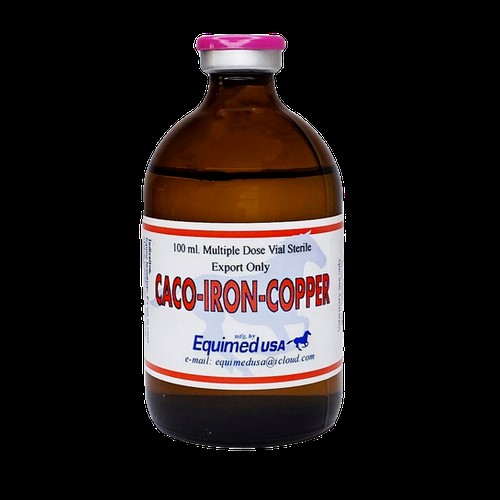 100 ml. Multiple Dose Vial Sterile
Export Only
CACO-IRON-COPPER
mfg. by
Equimed USA
e-mail: equimedusa@icloud.com